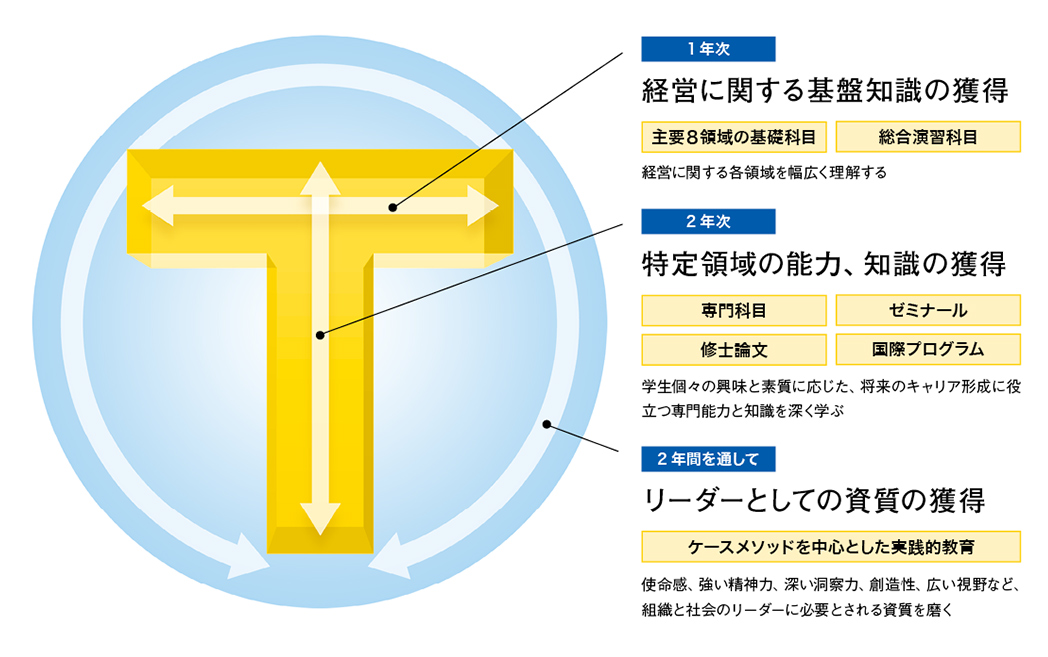 1年次
経営に関する基盤知識の獲得
主要8領域の基礎科目
総合演習科目
経営に関する各領域を幅広く理解する
2年次
特定領域の能力、知識の獲得
専門科目
ゼミナール
修士論文
国際プログラム
学生個々の興味と素質に応じた、将来のキャリア形成に役
立つ専門能力と知識を深く学ぶ
2年間を通して
リーダーとしての資質の獲得
ケースメソッドを中心とした実践的教育
使命感、強い精神力、深い洞察力、創造性、広い視野など、
組織と社会のリーダーに必要とされる資質を磨く
T